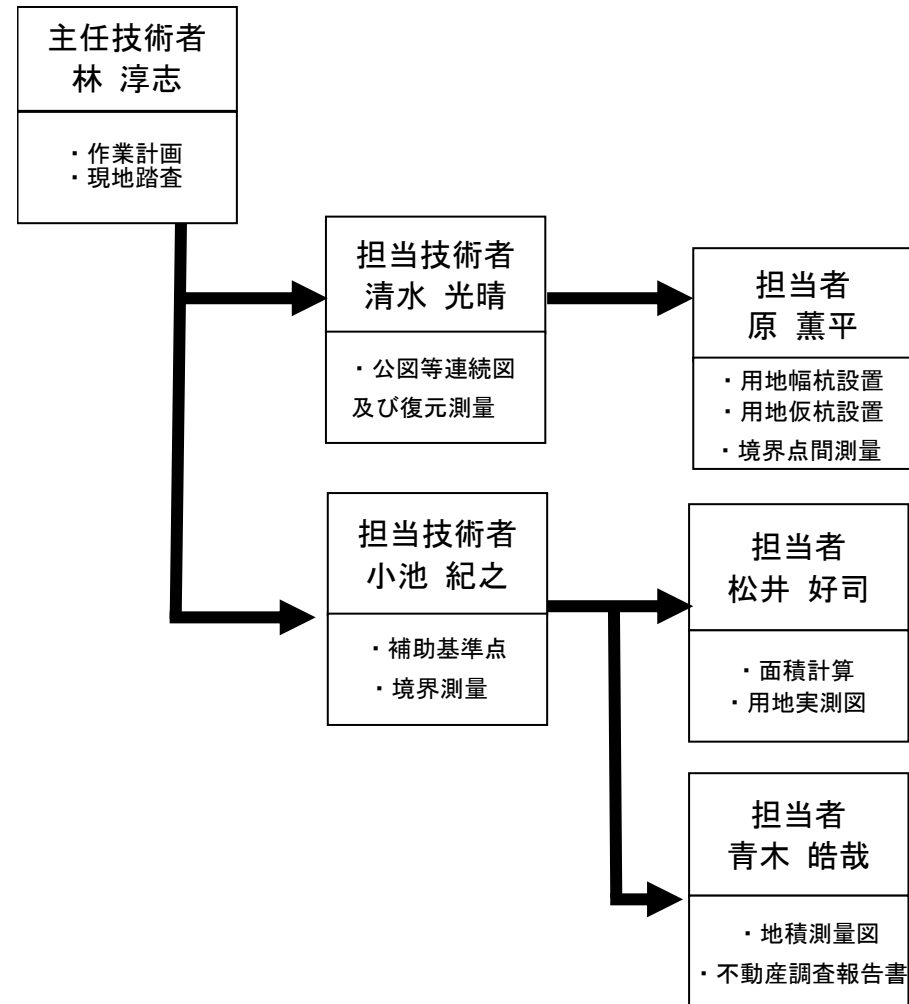 主任技術者
林 淳志
・作業計画
・現地踏査
担当技術者
清水 光晴
・公図等連続図
及び復元測量
担当者
原 薫平
・用地幅杭設置
・用地仮杭設置
・境界点間測量
担当技術者
小池 紀之
・補助基準点
・境界測量
担当者
松井 好司
・面積計算
・用地実測図
担当者
青木 皓哉
・地積測量図
・不動産調査報告書